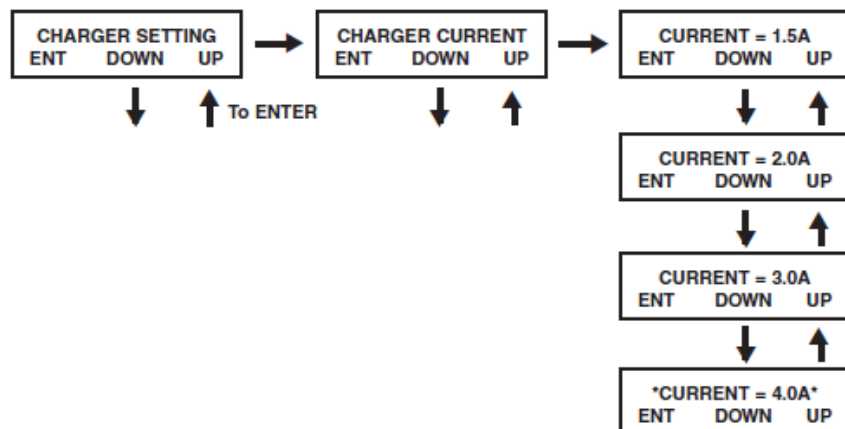 CHARGER SETTING
ENT DOWN UP
To ENTER
CHARGER CURRENT
ENT DOWN UP
CURRENT = 1.5A
ENT DOWN UP
CURRENT = 2.0A
ENT DOWN UP
CURRENT = 3.0A
ENT DOWN UP
*CURRENT = 4.0A*
ENT DOWN UP